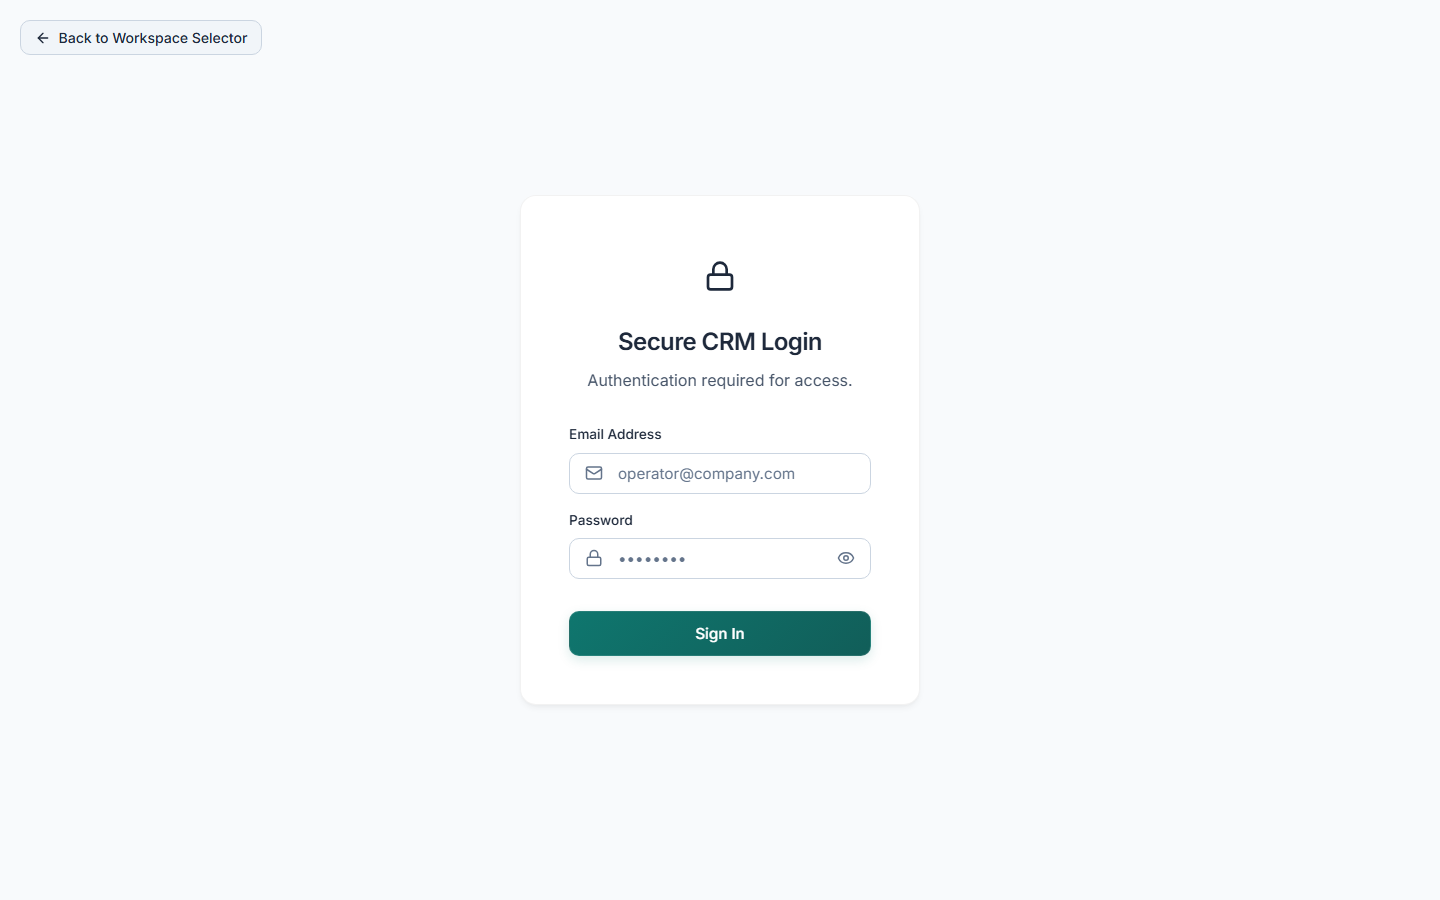 Back to Workspace Selector
Secure CRM Login
Authentication required for access.
Email Address
operator@company.com
Password
••••••••
Sign In